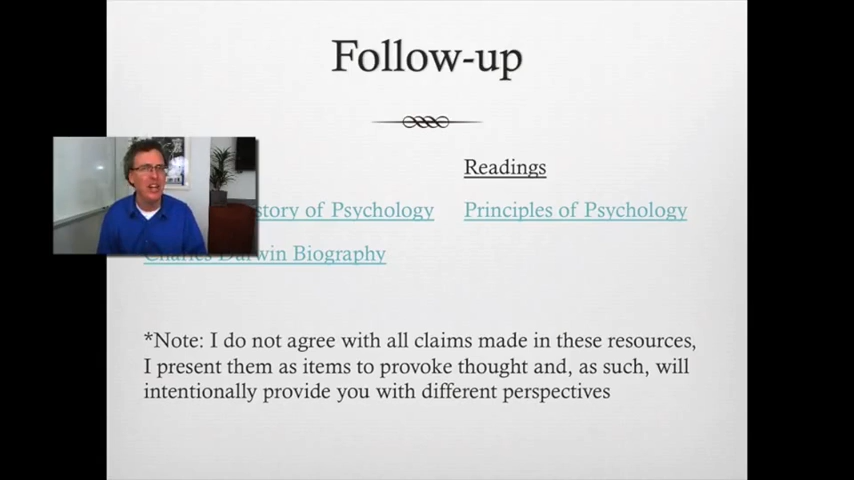 Follow-up
Readings
story of Psychology
Principles of Psychology
Charles Darwin Biography
*Note: I do not agree with all claims made in these resources,
I present them as items to provoke thought and, as such, will
intentionally provide you with different perspectives